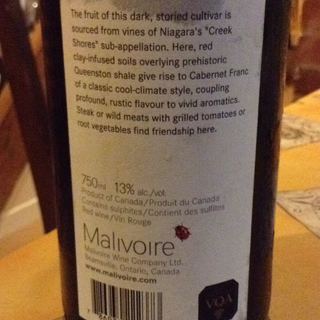 The fruit of this dark, storied cultivar is
sourced from vines of Niagara's "Creek
Shores" sub-appellation. Here, red
clay-infused soils overlying prehistoric
Queenston shale give rise to Cabernet Franc
of a classic cool-climate style, coupling
profound, rustic flavour to vivid aromatics.
Steak or wild meats with grilled tomatoes or
root vegetables find friendship here.
750ml 13% alc./vol.
Product of Canada/Produit du Canada
Contains sulphites/Contient des sulfites
Red wine/Vin Rouge
Malivoire
Malivoire Wine Company Ltd.
Beamsville, Ontario, Canada
www.malivoire.com
VQA